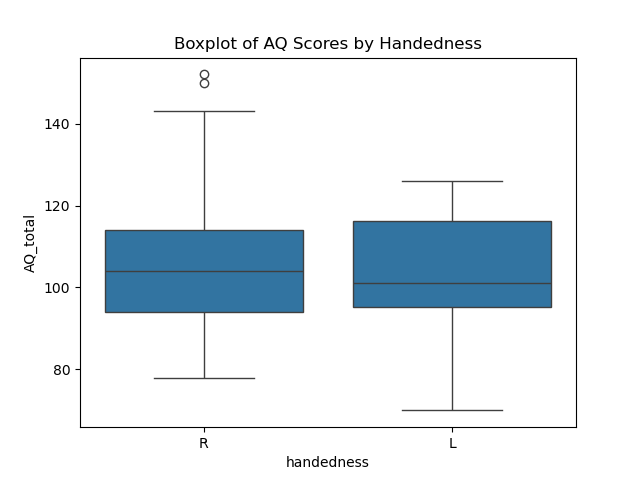 Boxplot of AQ Scores by Handedness
140
120
100
80
AQ_total
R
L
handedness